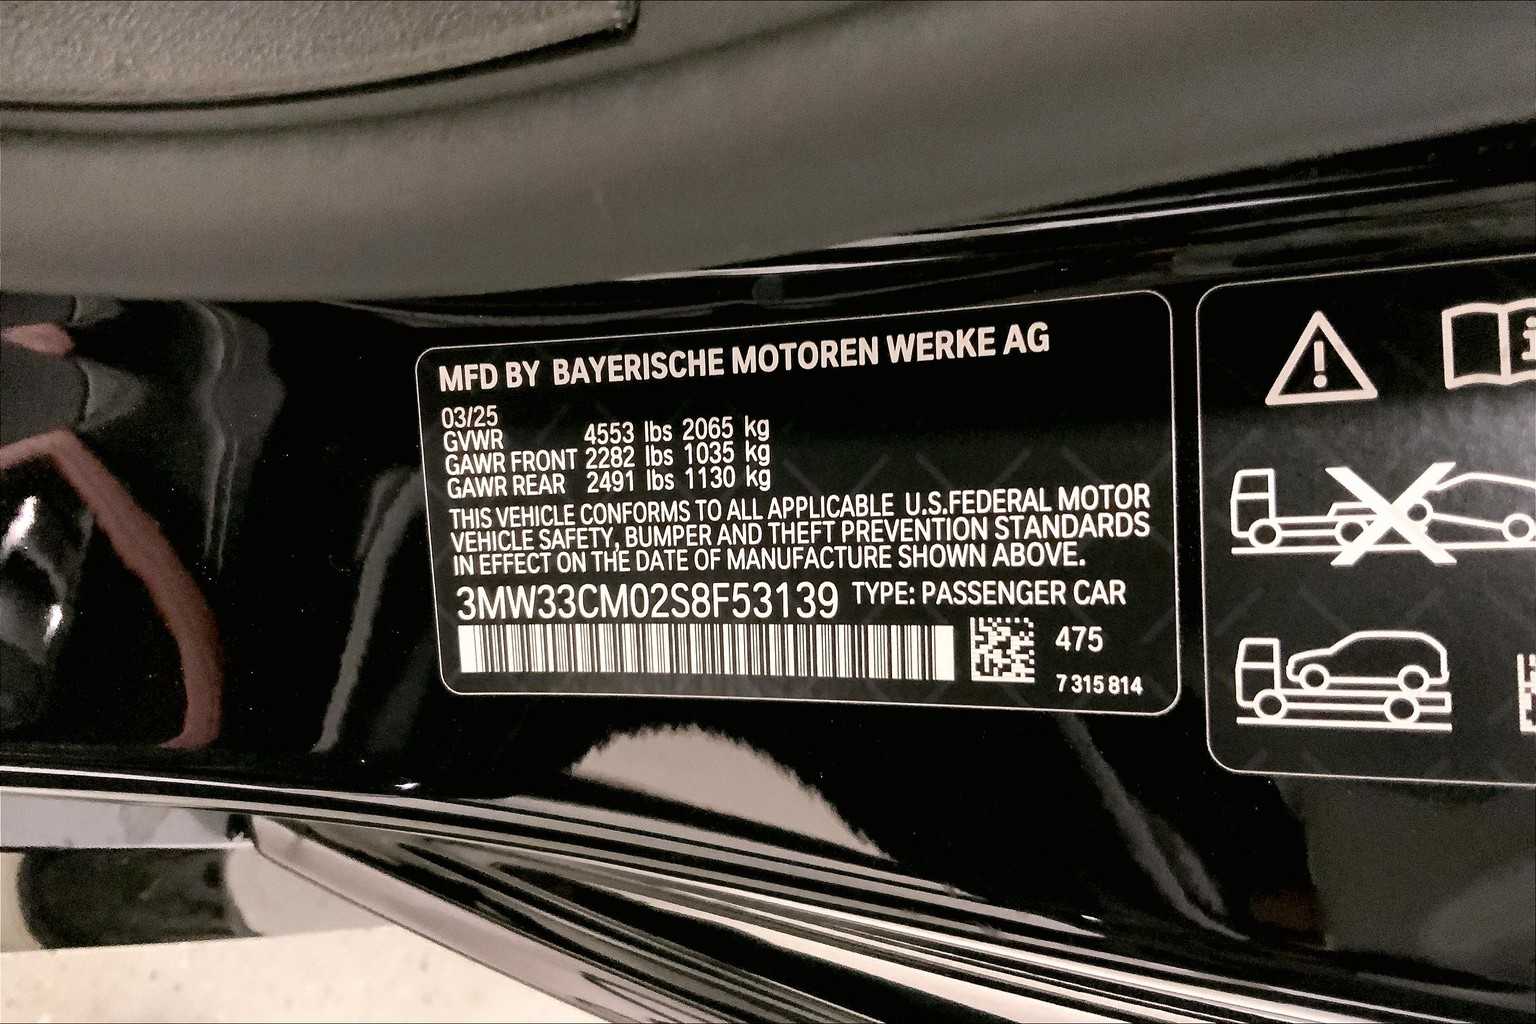 MFD BY BAYERISCHE MOTOREN WERKE AG
03/25
GVWR 4553 lbs 2065 kg
GAWR FRONT 2282 lbs 1035 kg
GAWR REAR 2491 lbs 1130 kg
THIS VEHICLE CONFORMS TO ALL APPLICABLE U.S.FEDERAL MOTOR
VEHICLE SAFETY, BUMPER AND THEFT PREVENTION STANDARDS
IN EFFECT ON THE DATE OF MANUFACTURE SHOWN ABOVE.
3MW33CM02S8F53139 TYPE: PASSENGER CAR
475
7 315 814